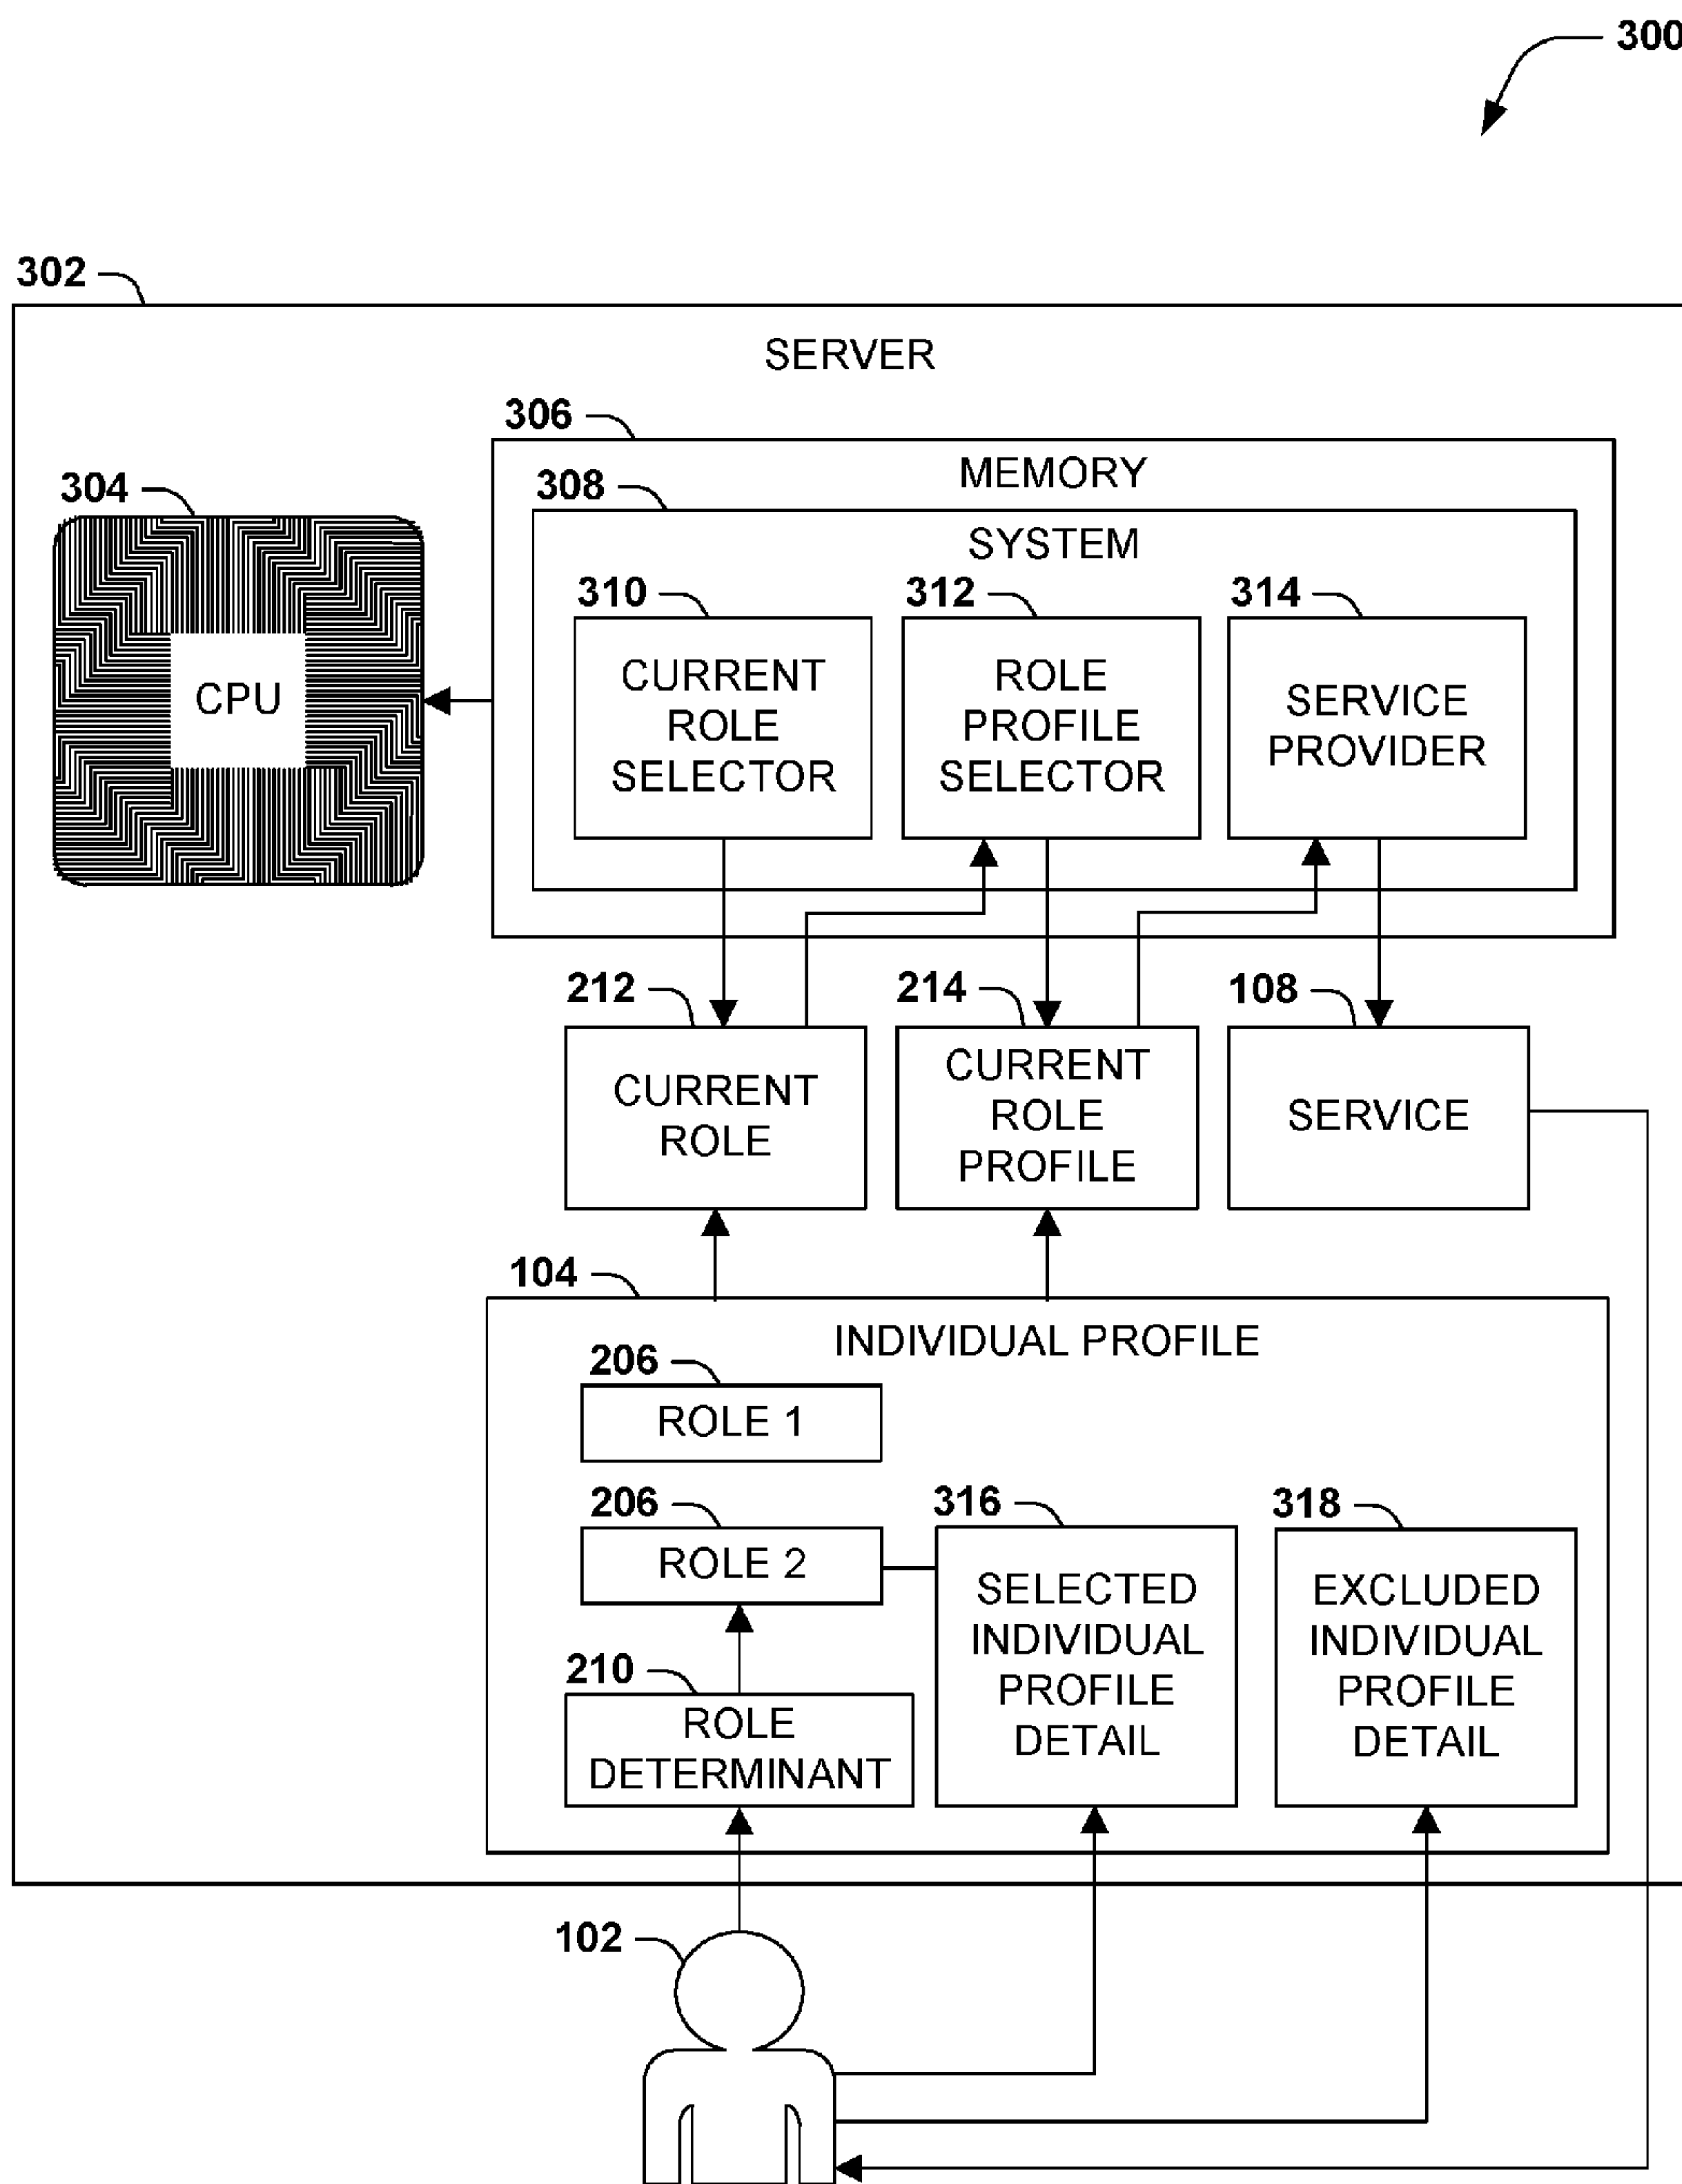 300
302
SERVER
306
MEMORY
304
308
SYSTEM
310
312
314
CURRENT
ROLE
SELECTOR
ROLE
PROFILE
SELECTOR
SERVICE
PROVIDER
CPU
212
214
108
CURRENT
ROLE
CURRENT
ROLE
PROFILE
SERVICE
104
INDIVIDUAL PROFILE
206
ROLE 1
206
ROLE 2
316
SELECTED
INDIVIDUAL
PROFILE
DETAIL
318
EXCLUDED
INDIVIDUAL
PROFILE
DETAIL
210
ROLE
DETERMINANT
102